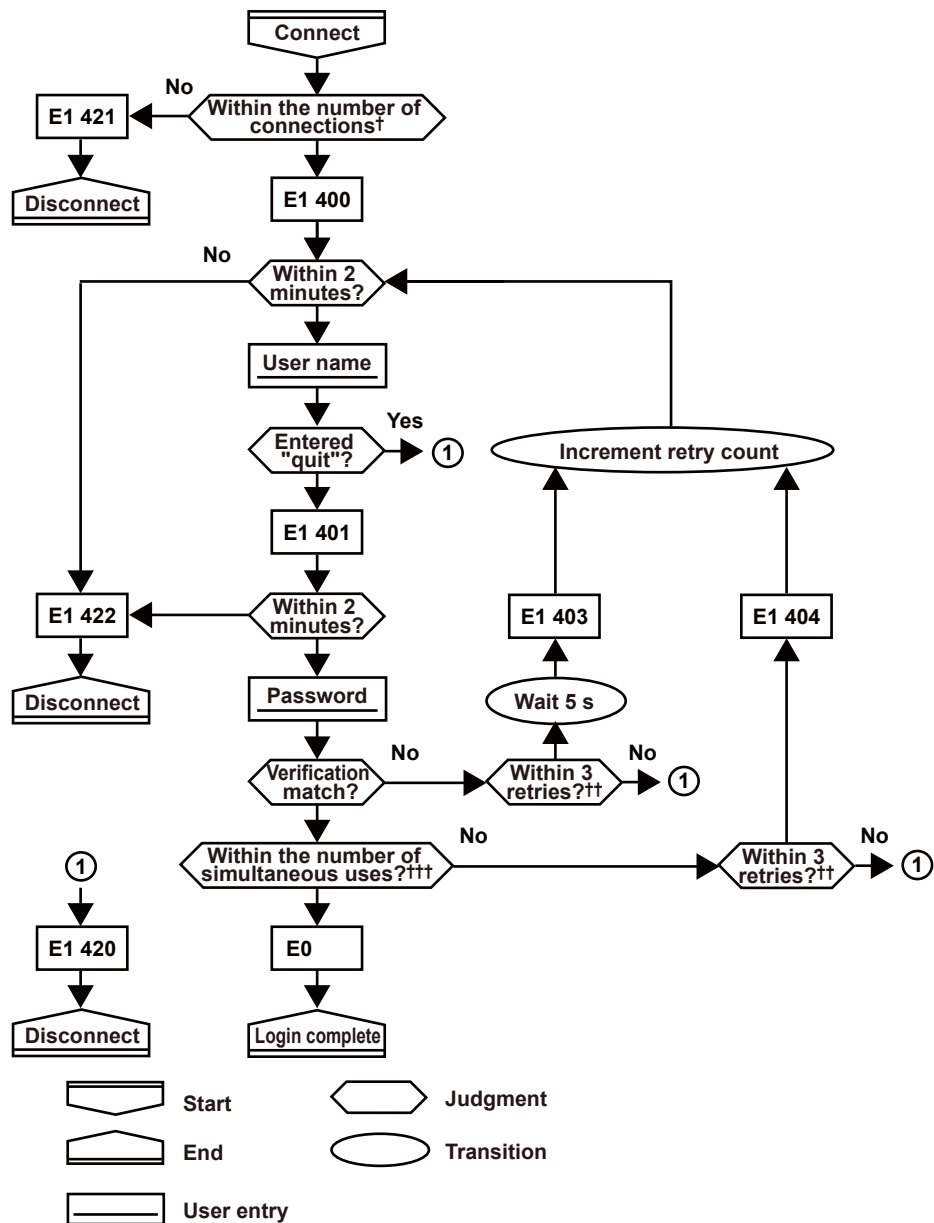 Connect
No
Within the number of
connections†
E1 421
Disconnect
E1 400
No
Within 2
minutes?
User name
Yes
Entered
"quit"?
1
Increment retry count
E1 401
E1 422
Within 2
minutes?
E1 403
E1 404
Disconnect
Password
Wait 5 s
No
Verification
match?
Within 3
retries?††
No
1
Within the number of
simultaneous uses?†††
No
Within 3
retries?††
No
1
1
E1 420
Disconnect
E0
Login complete
Start
Judgment
End
Transition
User entry